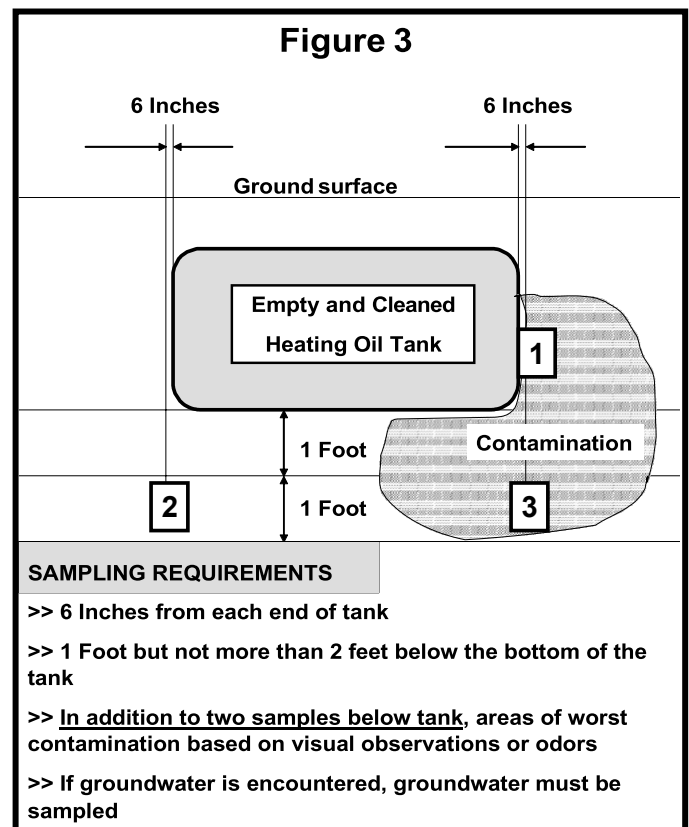 Figure 3
6 Inches
6 Inches
Ground surface
Empty and Cleaned
Heating Oil Tank
1
1 Foot
Contamination
2
1 Foot
3
SAMPLING REQUIREMENTS
>> 6 Inches from each end of tank
>> 1 Foot but not more than 2 feet below the bottom of the
tank
>> In addition to two samples below tank, areas of worst
contamination based on visual observations or odors
>> If groundwater is encountered, groundwater must be
sampled